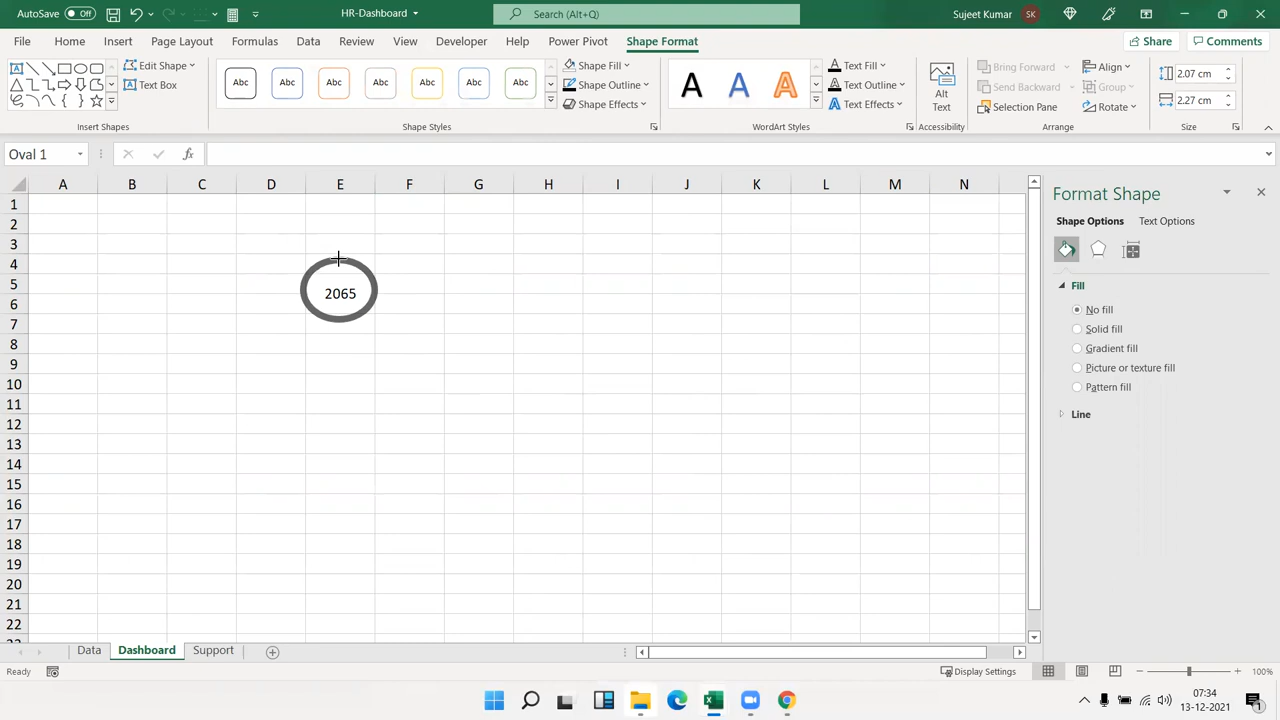 AutoSave Off HR-Dashboard Search (Alt+Q) Sujeet Kumar SK
File Home Insert Page Layout Formulas Data Review View Developer Help Power Pivot Shape Format Share Comments
Edit Shape
Text Box
Insert Shapes
Abc Abc Abc Abc Abc Abc Abc
Shape Fill
Shape Outline
Shape Effects
Shape Styles
A A A
Text Fill
Text Outline
Text Effects
WordArt Styles
Alt
Text
Accessibility
Bring Forward
Send Backward
Selection Pane
Align
Group
Rotate
Arrange
2.07 cm
2.27 cm
Size
Oval 1 fx
A B C D E F G H I J K L M N
1
2
3
4
5
6
7
8
9
10
11
12
13
14
15
16
17
18
19
20
21
22
2065
Format Shape
Shape Options Text Options
Fill
No fill
Solid fill
Gradient fill
Picture or texture fill
Pattern fill
Line
Data Dashboard Support
Ready Display Settings 100%
07:34
13-12-2021
1